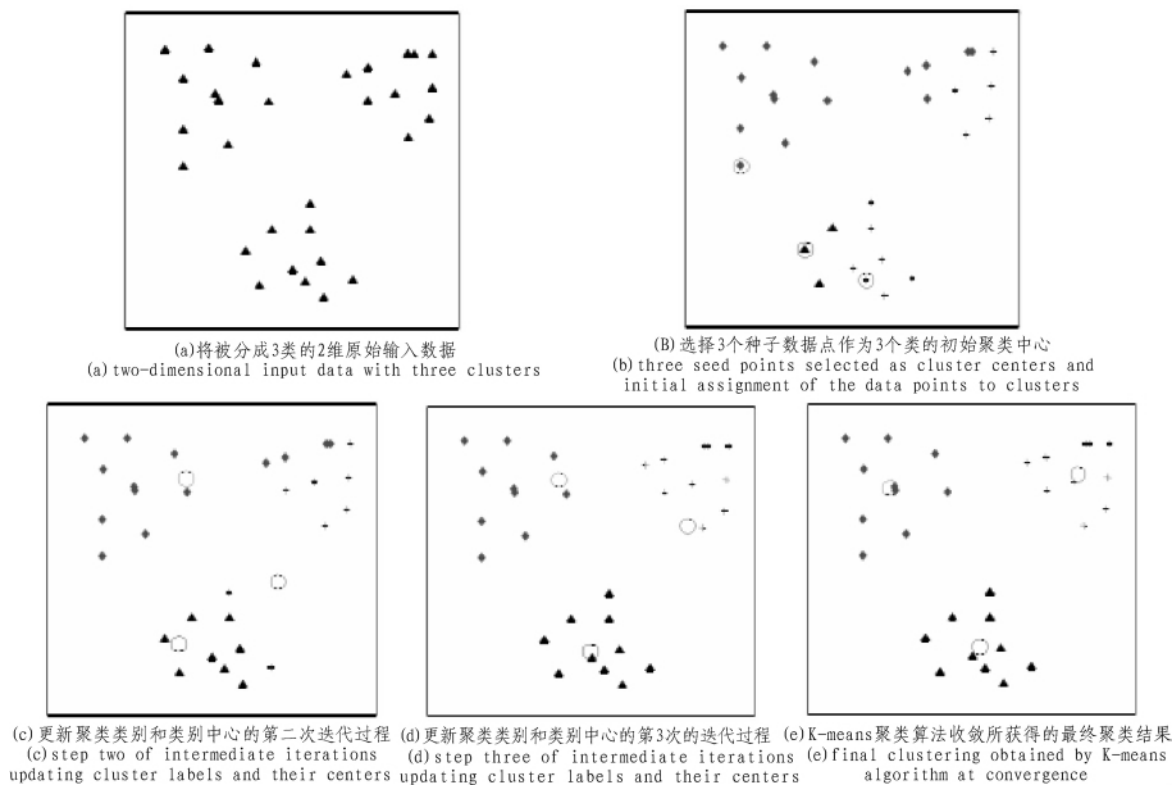 (a)将被分成3类的2维原始输入数据
(a)two-dimensional input data with three clusters
(B)选择3个种子数据点作为3个类的初始聚类中心
(b)three seed points selected as cluster centers and
initial assignment of the data points to clusters
(c)更新聚类类别和类别中心的第二次迭代过程
(c)step two of intermediate iterations
updating cluster labels and their centers
(d)更新聚类类别和类别中心的第3次的迭代过程
(d)step three of intermediate iterations
updating cluster labels and their centers
(e)K-means聚类算法收敛所获得的最终聚类结果
(e)final clustering obtained by K-means
algorithm at convergence